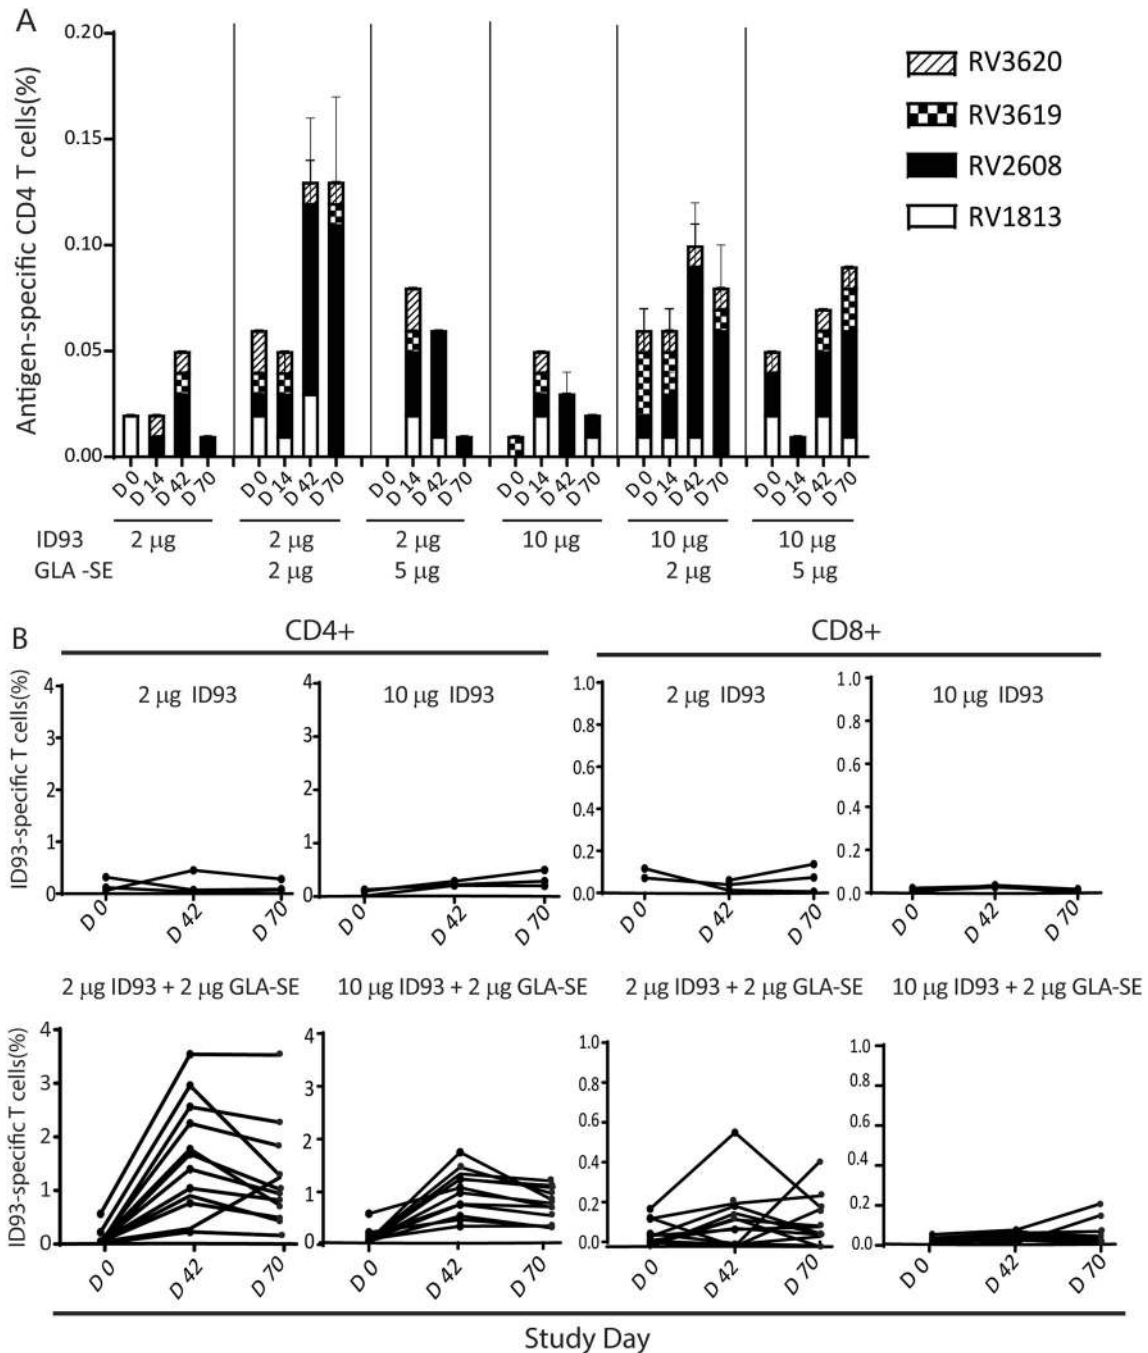 A
0.20
0.15
0.10
0.05
0.00
Antigen-specific CD4 T cells(%)
RV3620
RV3619
RV2608
RV1813
D 0 D 14 D 42 D 70 D 0 D 14 D 42 D 70 D 0 D 14 D 42 D 70 D 0 D 14 D 42 D 70 D 0 D 14 D 42 D 70 D 0 D 14 D 42 D 70
ID93 2 µg 2 µg 2 µg 10 µg 10 µg 10 µg
GLA -SE 2 µg 5 µg 2 µg 5 µg
B
CD4+ CD8+
ID93-specific T cells(%)
2 µg ID93 10 µg ID93 2 µg ID93 10 µg ID93
4 4 1.0 1.0
3 3 0.8 0.8
2 2 0.6 0.6
1 1 0.4 0.4
0 0 0.2 0.2
0.0 0.0
D 0 D 42 D 70 D 0 D 42 D 70 D 0 D 42 D 70 D 0 D 42 D 70
2 µg ID93 + 2 µg GLA-SE 10 µg ID93 + 2 µg GLA-SE 2 µg ID93 + 2 µg GLA-SE 10 µg ID93 + 2 µg GLA-SE
ID93-specific T cells(%)
4 4 1.0 1.0
3 3 0.8 0.8
2 2 0.6 0.6
1 1 0.4 0.4
0 0 0.2 0.2
0.0 0.0
D 0 D 42 D 70 D 0 D 42 D 70 D 0 D 42 D 70 D 0 D 42 D 70
Study Day